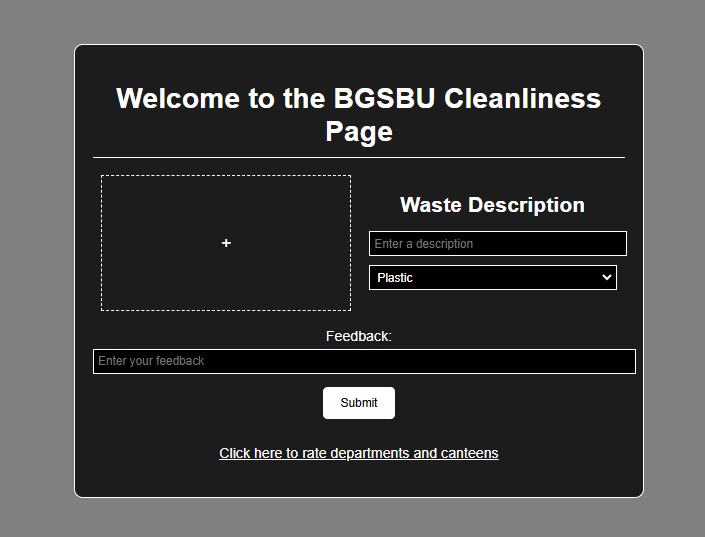 Welcome to the BGSBU Cleanliness
Page
+
Waste Description
Enter a description
Plastic
Feedback:
Enter your feedback
Submit
Click here to rate departments and canteens